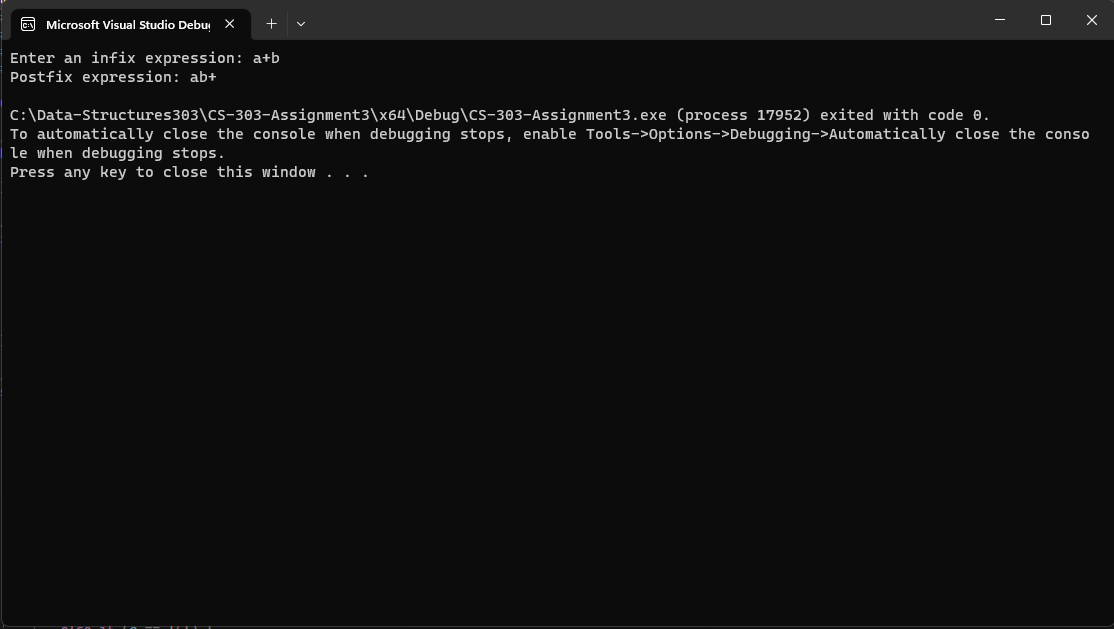 Microsoft Visual Studio Debu
Enter an infix expression: a+b
Postfix expression: ab+
C:\Data-Structures303\CS-303-Assignment3\x64\Debug\CS-303-Assignment3.exe (process 17952) exited with code 0.
To automatically close the console when debugging stops, enable Tools->Options->Debugging->Automatically close the conso
le when debugging stops.
Press any key to close this window . . .